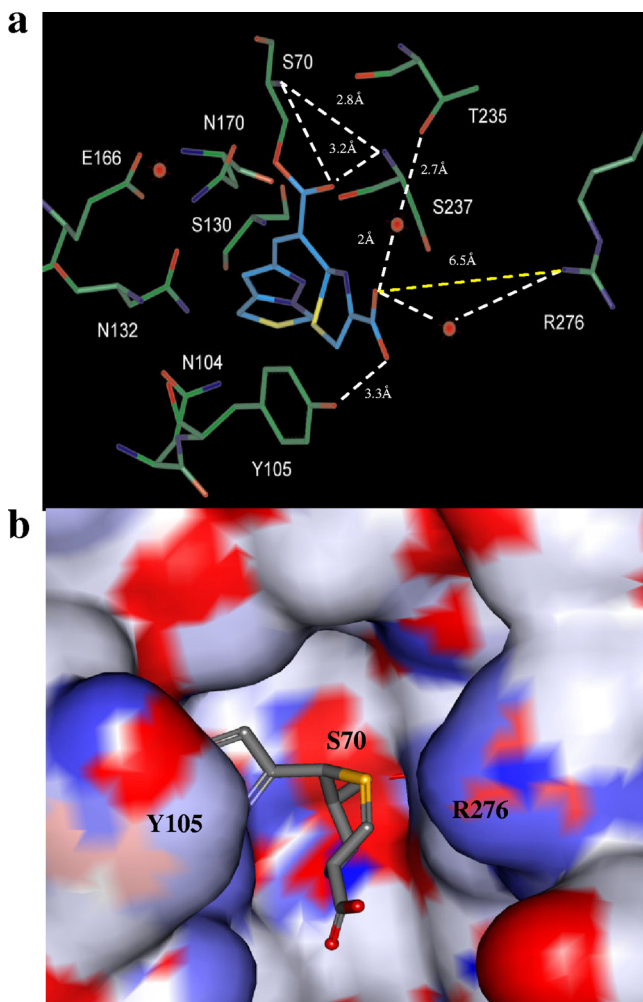 a
S70
2.8Å
T235
N170
3.2Å
E166
2.7Å
S237
S130
2Å
6.5Å
N132
R276
N104
3.3Å
Y105
b
S70
Y105
R276